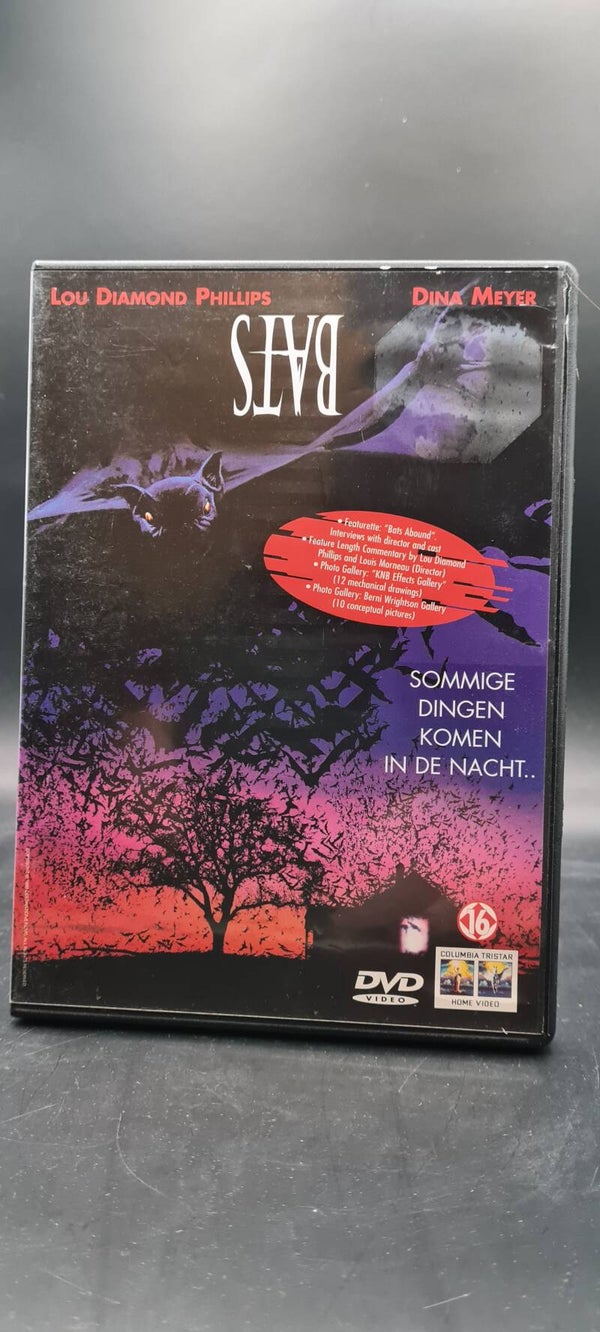 LOU DIAMOND PHILLIPS
DINA MEYER
BATS
• Featurette: "Bats Abound".
Interviews with director and cast
• Feature Length Commentary by Lou Diamond
Phillips and Louis Morneau (Director)
• Photo Gallery: "KNB Effects Gallery"
(12 mechanical drawings)
• Photo Gallery: Berni Wrightson Gallery
(10 conceptual pictures)
SOMMIGE
DINGEN
KOMEN
IN DE NACHT..
16
DVD
VIDEO
COLUMBIA TRISTAR
HOME VIDEO